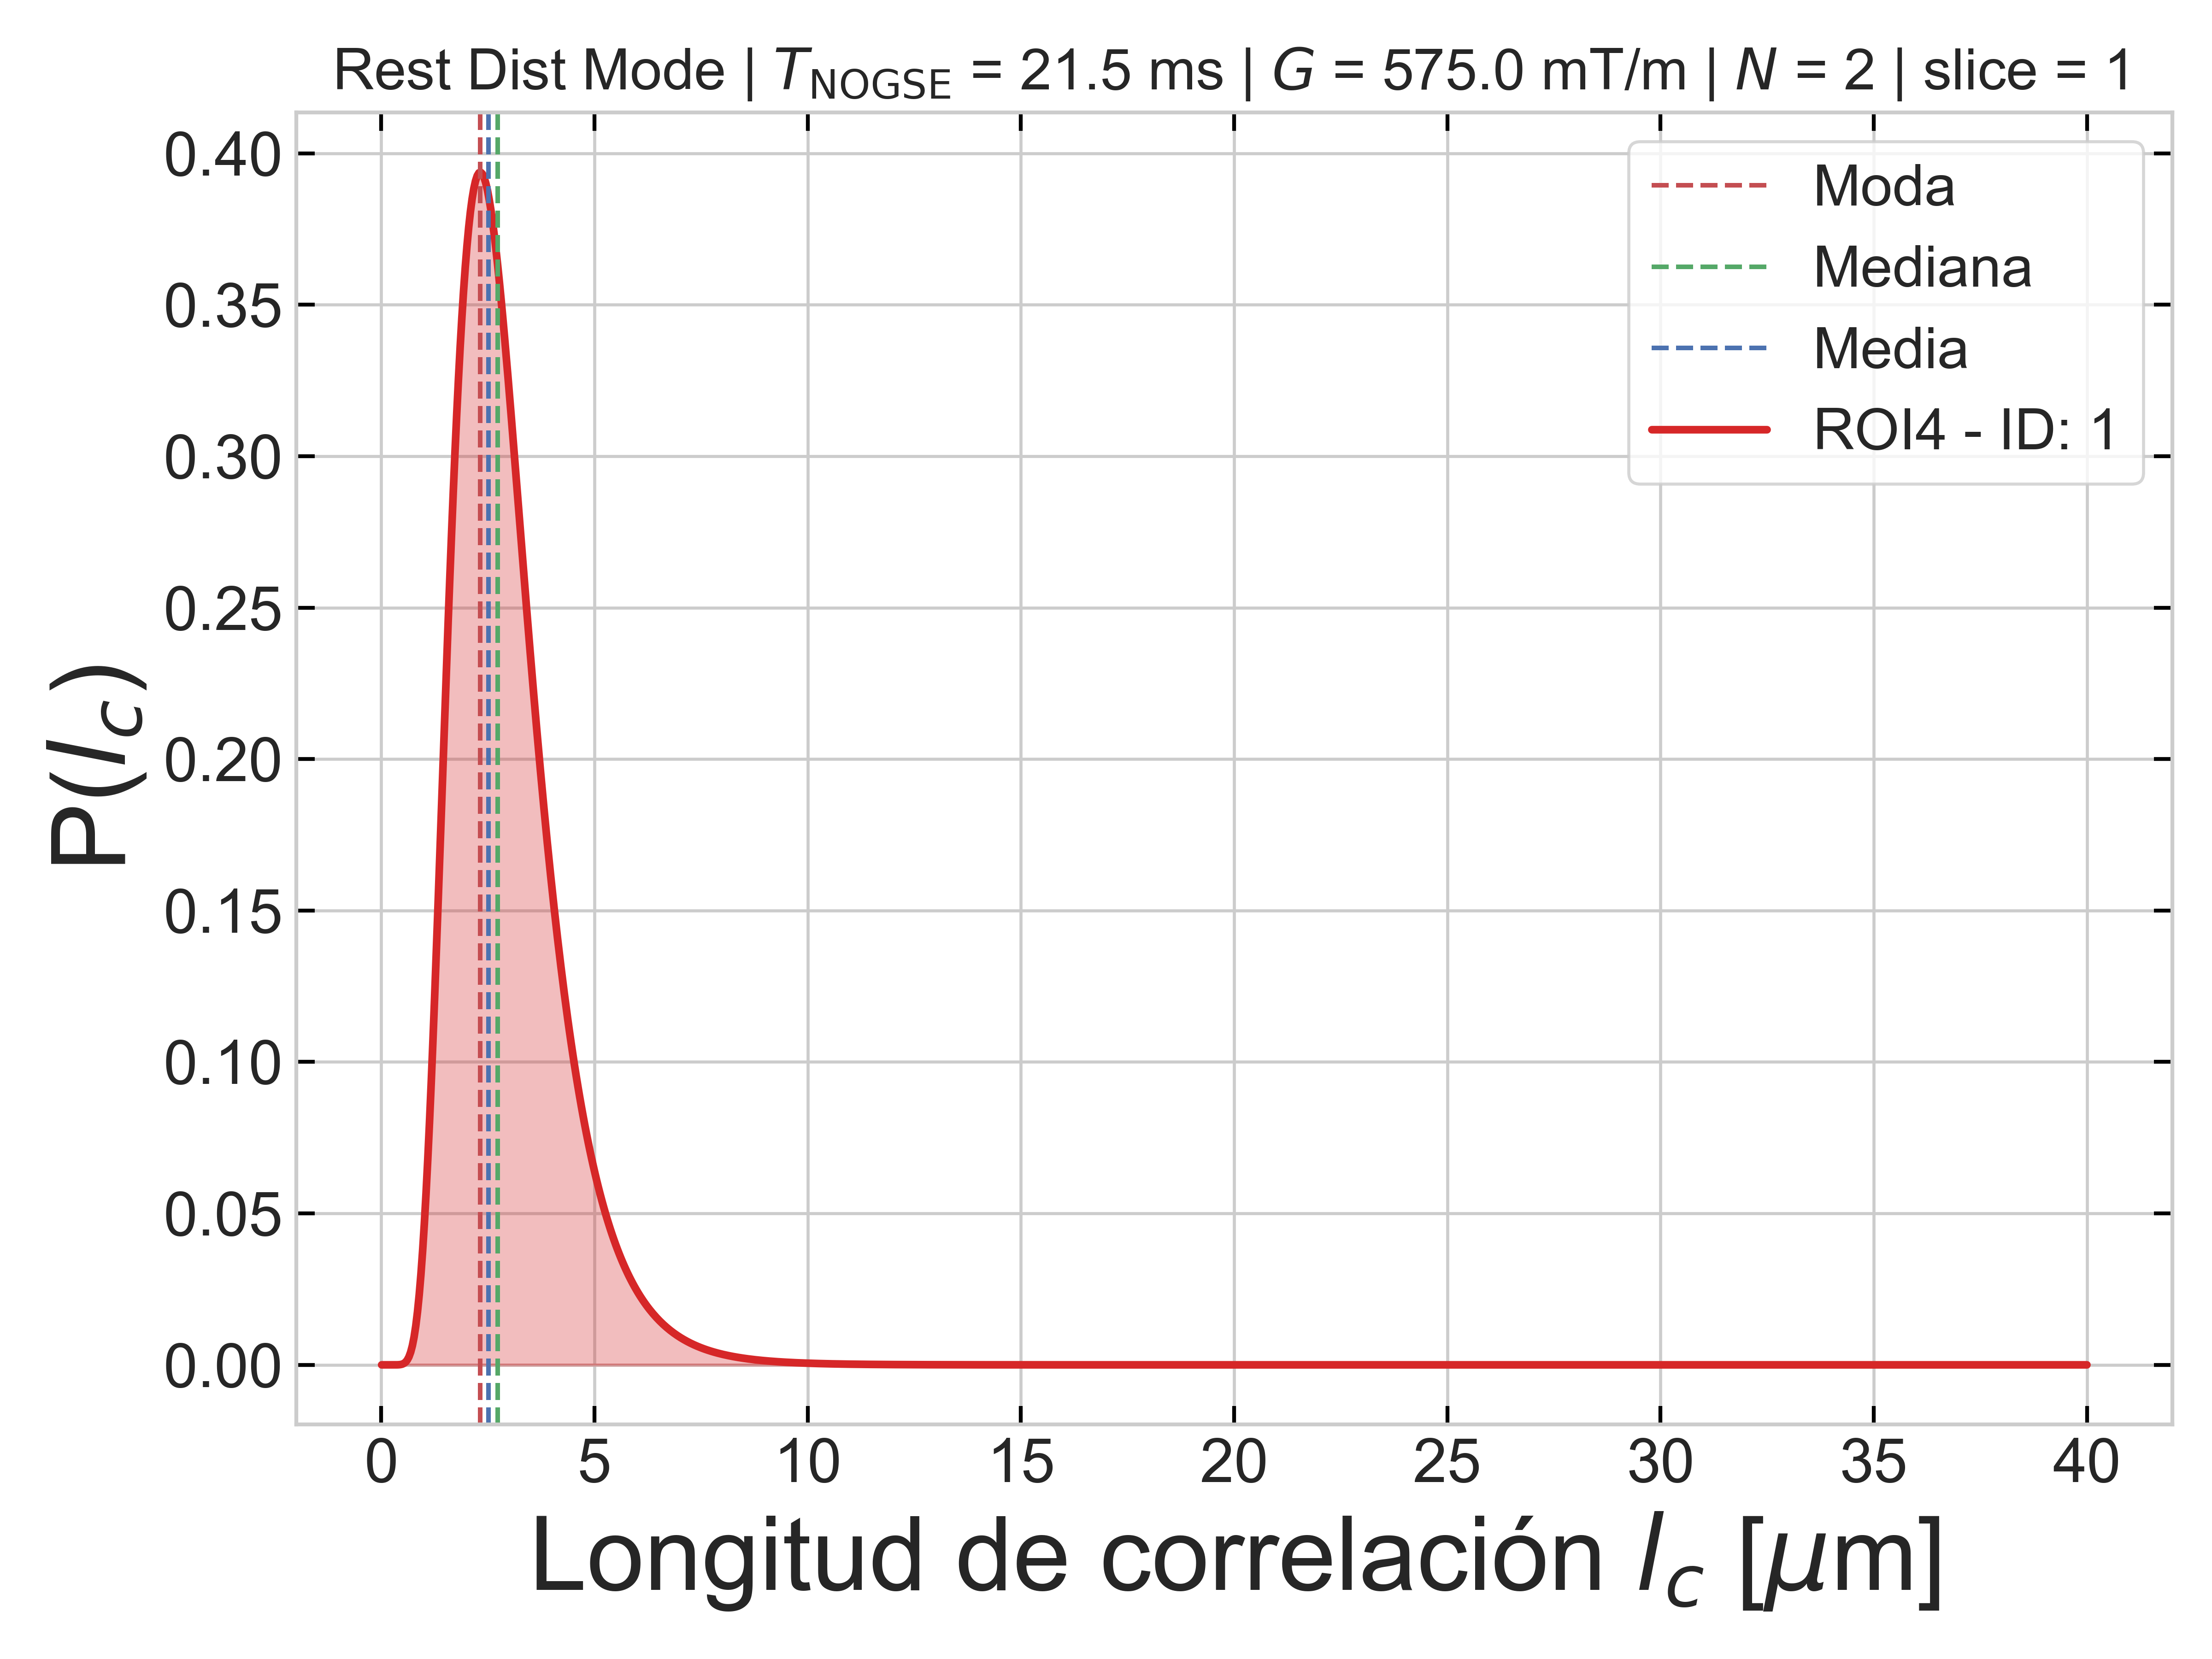 Rest Dist Mode | T_NOGSE = 21.5 ms | G = 575.0 mT/m | N = 2 | slice = 1
0.40
0.35
0.30
0.25
0.20
0.15
0.10
0.05
0.00
P(l_c)
Moda
Mediana
Media
ROI4 - ID: 1
0 5 10 15 20 25 30 35 40
Longitud de correlación l_c [μm]